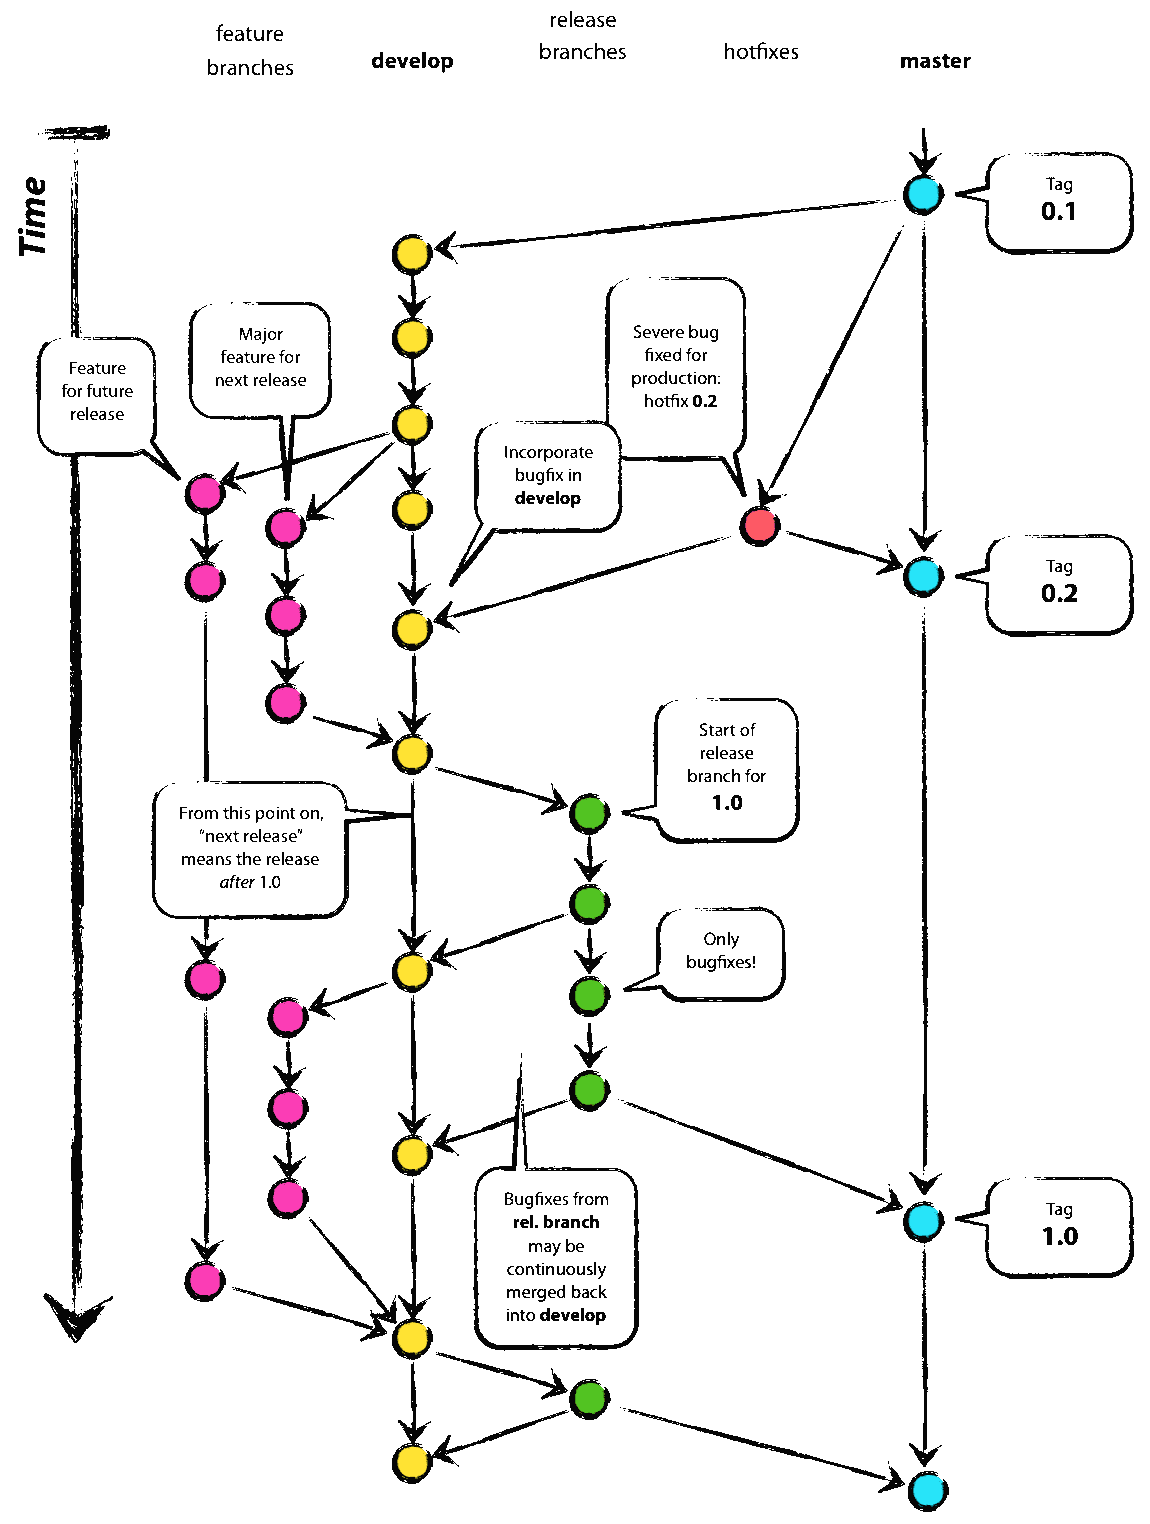 feature
branches
develop
release
branches
hotfixes
master
Time
Tag
0.1
Major
feature for
next release
Feature
for future
release
Severe bug
fixed for
production:
hotfix 0.2
Incorporate
bugfix in
develop
Tag
0.2
Start of
release
branch for
1.0
From this point on,
“next release”
means the release
after 1.0
Only
bugfixes!
Bugfixes from
rel. branch
may be
continuously
merged back
into develop
Tag
1.0